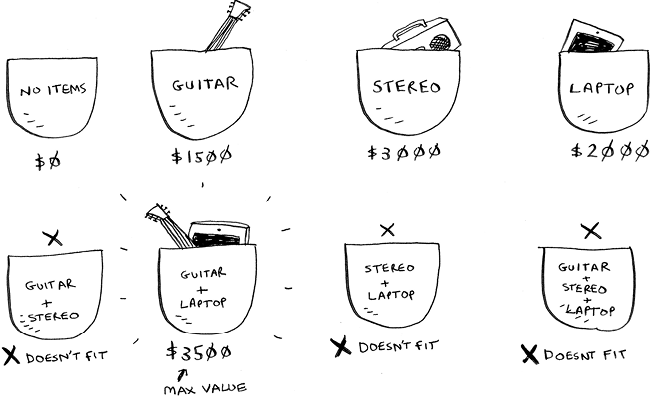 NO ITEMS
$0
GUITAR
$1500
STEREO
$3000
LAPTOP
$2000
X
GUITAR
+
STEREO
X DOESN'T FIT
GUITAR
+
LAPTOP
$3500
MAX VALUE
X
STEREO
+
LAPTOP
X DOESN'T FIT
X
GUITAR
+
STEREO
+
LAPTOP
X DOESNT FIT